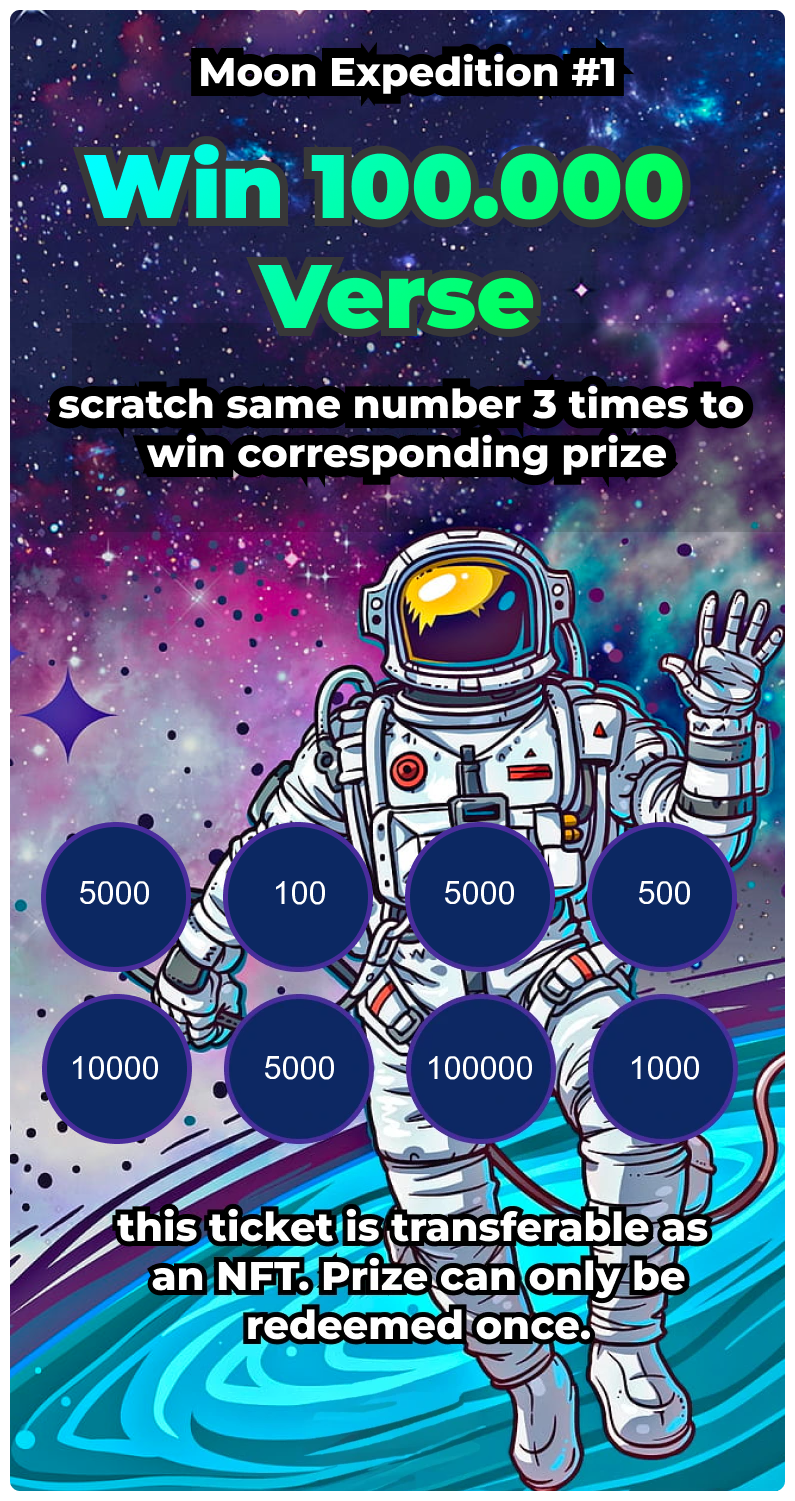 Moon Expedition #1
Win 100.000
Verse
scratch same number 3 times to
win corresponding prize
5000 100 5000 500
10000 5000 100000 1000
this ticket is transferable as
an NFT. Prize can only be
redeemed once.